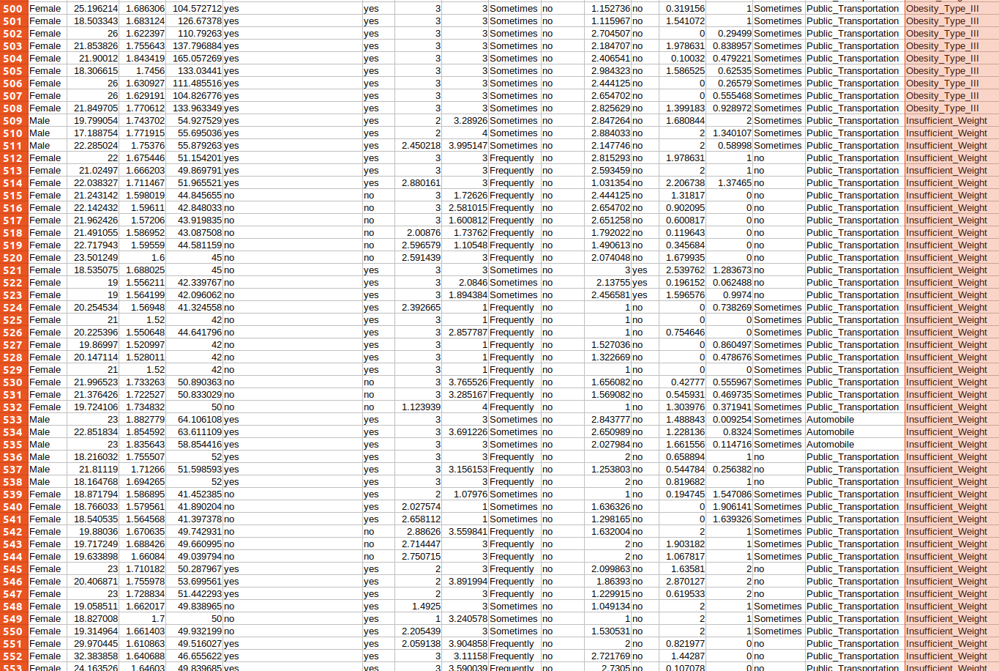 500 Female 25.196214 1.686306 104.572712 yes yes 3 3 Sometimes no 1.152736 no 0.319156 1 Sometimes Public_Transportation Obesity_Type_III
501 Female 18.503343 1.683124 126.67378 yes yes 3 3 Sometimes no 1.115967 no 1.541072 1 Sometimes Public_Transportation Obesity_Type_III
502 Female 26 1.622397 110.79263 yes yes 3 3 Sometimes no 2.704507 no 0 0.29499 Sometimes Public_Transportation Obesity_Type_III
503 Female 21.853826 1.755643 137.796884 yes yes 3 3 Sometimes no 2.184707 no 1.978631 0.838957 Sometimes Public_Transportation Obesity_Type_III
504 Female 21.90012 1.843419 165.057269 yes yes 3 3 Sometimes no 2.406541 no 0.10032 0.479221 Sometimes Public_Transportation Obesity_Type_III
505 Female 18.306615 1.7456 133.03441 yes yes 3 3 Sometimes no 2.984323 no 1.586525 0.62535 Sometimes Public_Transportation Obesity_Type_III
506 Female 26 1.630927 111.485516 yes yes 3 3 Sometimes no 2.444125 no 0 0.26579 Sometimes Public_Transportation Obesity_Type_III
507 Female 26 1.629191 104.826776 yes yes 3 3 Sometimes no 2.654702 no 0 0.555468 Sometimes Public_Transportation Obesity_Type_III
508 Female 21.849705 1.770612 133.963349 yes yes 3 3 Sometimes no 2.825629 no 1.399183 0.928972 Sometimes Public_Transportation Obesity_Type_III
509 Male 19.799054 1.743702 54.927529 yes yes 2 3.28926 Sometimes no 2.847264 no 1.680844 2 Sometimes Public_Transportation Insufficient_Weight
510 Male 17.188754 1.771915 55.695036 yes yes 2 4 Sometimes no 2.884033 no 2 1.340107 Sometimes Public_Transportation Insufficient_Weight
511 Male 22.285024 1.75376 55.879263 yes yes 2.450218 3.995147 Sometimes no 2.147746 no 2 0.58998 Sometimes Public_Transportation Insufficient_Weight
512 Female 22 1.675446 51.154201 yes yes 3 3 Frequently no 2.815293 no 1.978631 1 no Public_Transportation Insufficient_Weight
513 Female 21.02497 1.666203 49.869791 yes yes 3 3 Frequently no 2.593459 no 2 1 no Public_Transportation Insufficient_Weight
514 Female 22.038327 1.711467 51.965521 yes yes 2.880161 3 Frequently no 1.031354 no 2.206738 1.37465 no Public_Transportation Insufficient_Weight
515 Female 21.243142 1.598019 44.845655 no no 3 1.72626 Frequently no 2.444125 no 1.31817 0 no Public_Transportation Insufficient_Weight
516 Female 22.142432 1.59611 42.848033 no no 3 2.581015 Frequently no 2.654702 no 0.902095 0 no Public_Transportation Insufficient_Weight
517 Female 21.962426 1.57206 43.919835 no no 3 1.600812 Frequently no 2.651258 no 0.600817 0 no Public_Transportation Insufficient_Weight
518 Female 21.491055 1.586952 43.087508 no no 2.00876 1.73762 Frequently no 1.792022 no 0.119643 0 no Public_Transportation Insufficient_Weight
519 Female 22.717943 1.59559 44.581159 no no 2.596579 1.10548 Frequently no 1.490613 no 0.345684 0 no Public_Transportation Insufficient_Weight
520 Female 23.501249 1.6 45 no no 2.591439 3 Frequently no 2.074048 no 1.679935 0 no Public_Transportation Insufficient_Weight
521 Female 18.535075 1.688025 45 no yes 3 3 Sometimes no 3 yes 2.539762 1.283673 no Public_Transportation Insufficient_Weight
522 Female 19 1.556211 42.339767 no yes 3 2.0846 Sometimes no 2.13755 yes 0.196152 0.062488 no Public_Transportation Insufficient_Weight
523 Female 19 1.564199 42.096062 no yes 3 1.894384 Sometimes no 2.456581 yes 1.596576 0.9974 no Public_Transportation Insufficient_Weight
524 Female 20.254534 1.56948 41.324558 no yes 2.392665 1 Frequently no 1 no 0 0.738269 Sometimes Public_Transportation Insufficient_Weight
525 Female 21 1.52 42 no yes 3 1 Frequently no 1 no 0 0 Sometimes Public_Transportation Insufficient_Weight
526 Female 20.225396 1.550648 44.641796 no yes 3 2.857787 Frequently no 1 no 0.754646 0 Sometimes Public_Transportation Insufficient_Weight
527 Female 19.86997 1.520997 42 no yes 3 1 Frequently no 1.527036 no 0 0.860497 Sometimes Public_Transportation Insufficient_Weight
528 Female 20.147114 1.528011 42 no yes 3 1 Frequently no 1.322669 no 0 0.478676 Sometimes Public_Transportation Insufficient_Weight
529 Female 21 1.52 42 no yes 3 1 Frequently no 1 no 0 0 Sometimes Public_Transportation Insufficient_Weight
530 Female 21.996523 1.733263 50.890363 no no 3 3.765526 Frequently no 1.656082 no 0.42777 0.555967 Sometimes Public_Transportation Insufficient_Weight
531 Female 21.376426 1.722527 50.833029 no no 3 3.285167 Frequently no 1.569082 no 0.545931 0.469735 Sometimes Public_Transportation Insufficient_Weight
532 Female 19.724106 1.734832 50 no no 1.123939 4 Frequently no 1 no 1.303976 0.371941 Sometimes Public_Transportation Insufficient_Weight
533 Male 23 1.882779 64.106108 yes yes 3 3 Sometimes no 2.843777 no 1.488843 0.009254 Sometimes Automobile Insufficient_Weight
534 Male 22.851834 1.854592 63.611109 yes yes 3 3.691226 Sometimes no 2.650989 no 1.228136 0.8324 Sometimes Automobile Insufficient_Weight
535 Male 23 1.835643 58.854416 yes yes 3 3 Sometimes no 2.027984 no 1.661556 0.114716 Sometimes Automobile Insufficient_Weight
536 Male 18.216032 1.755507 52 yes yes 3 3 Frequently no 2 no 0.658894 1 no Public_Transportation Insufficient_Weight
537 Male 21.81119 1.71266 51.598593 yes yes 3 3.156153 Frequently no 1.253803 no 0.544784 0.256382 no Public_Transportation Insufficient_Weight
538 Male 18.164768 1.694265 52 yes yes 3 3 Frequently no 2 no 0.819682 1 no Public_Transportation Insufficient_Weight
539 Female 18.871794 1.586895 41.452385 no yes 2 1.07976 Sometimes no 1 no 0.194745 1.547086 Sometimes Public_Transportation Insufficient_Weight
540 Female 18.766033 1.579561 41.890204 no yes 2.027574 1 Sometimes no 1.636326 no 0 1.906141 Sometimes Public_Transportation Insufficient_Weight
541 Female 18.540535 1.564568 41.397378 no yes 2.658112 1 Sometimes no 1.298165 no 0 1.639326 Sometimes Public_Transportation Insufficient_Weight
542 Female 19.88036 1.670635 49.742931 no no 2.88626 3.559841 Frequently no 1.632004 no 2 1 Sometimes Public_Transportation Insufficient_Weight
543 Female 19.717249 1.688426 49.660995 no no 2.714447 3 Frequently no 2 no 1.903182 1 Sometimes Public_Transportation Insufficient_Weight
544 Female 19.633898 1.66084 49.039794 no no 2.750715 3 Frequently no 2 no 1.067817 1 Sometimes Public_Transportation Insufficient_Weight
545 Female 23 1.710182 50.287967 yes yes 2 3 Frequently no 2.099863 no 1.63581 2 no Public_Transportation Insufficient_Weight
546 Female 20.406871 1.755978 53.699561 yes yes 2 3.891994 Frequently no 1.86393 no 2.870127 2 no Public_Transportation Insufficient_Weight
547 Female 23 1.728834 51.442293 yes yes 2 3 Frequently no 1.229915 no 0.619533 2 no Public_Transportation Insufficient_Weight
548 Female 19.058511 1.662017 49.838965 no yes 1.4925 3 Sometimes no 1.049134 no 2 1 Sometimes Public_Transportation Insufficient_Weight
549 Female 18.827008 1.7 50 no yes 1 3.240578 Sometimes no 1 no 2 1 Sometimes Public_Transportation Insufficient_Weight
550 Female 19.314964 1.661403 49.932199 no yes 2.205439 3 Sometimes no 1.530531 no 2 1 Sometimes Public_Transportation Insufficient_Weight
551 Female 29.970445 1.610863 49.516027 yes yes 2.059138 3.904858 Frequently no 2 no 0.821977 0 no Public_Transportation Insufficient_Weight
552 Female 32.383858 1.640688 46.655622 yes yes 3 3.11158 Frequently no 2.721769 no 1.44287 0 no Public_Transportation Insufficient_Weight
553 Female 24.163526 1.64603 49.839685 yes yes 3 3.590039 Frequently no 2.7305 no 0.107078 0 no Public_Transportation Insufficient_Weight